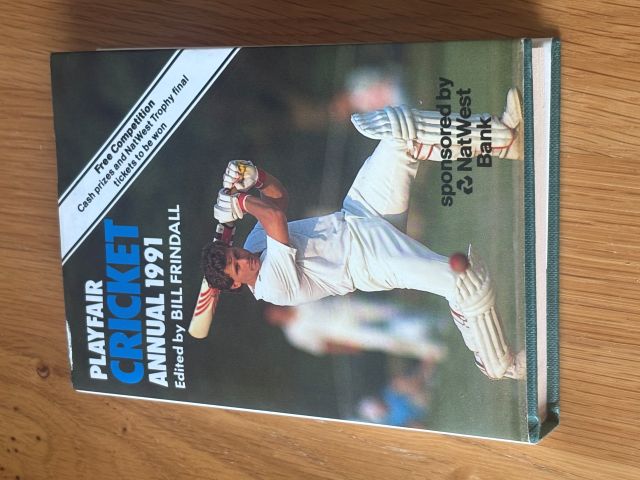 Free Competition
Cash prizes and NatWest Trophy final
tickets to be won
PLAYFAIR
CRICKET
ANNUAL 1991
Edited by BILL FRINDALL
sponsored by
NatWest
Bank